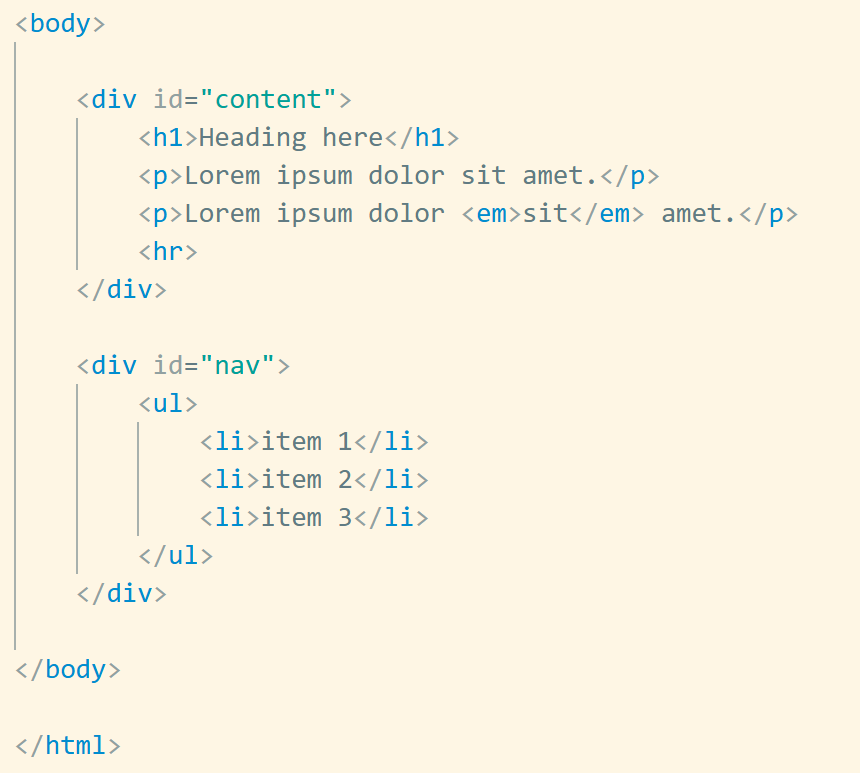 <body>
<div id="content">
<h1>Heading here</h1>
<p>Lorem ipsum dolor sit amet.</p>
<p>Lorem ipsum dolor <em>sit</em> amet.</p>
<hr>
</div>
<div id="nav">
<ul>
<li>item 1</li>
<li>item 2</li>
<li>item 3</li>
</ul>
</div>
</body>
</html>